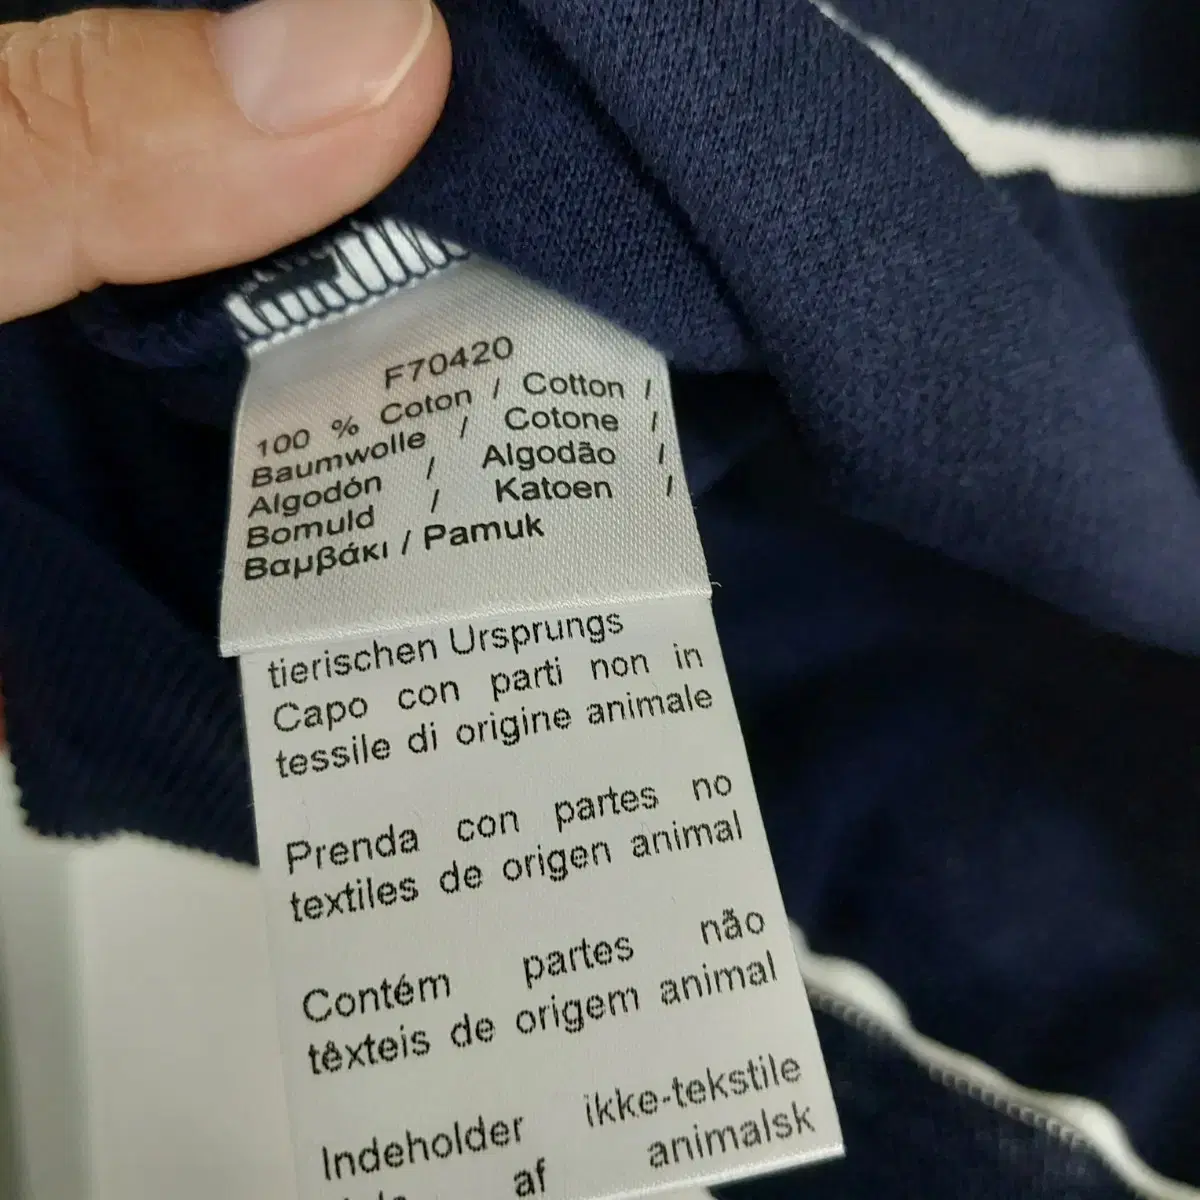 F70420
100 % Coton / Cotton /
Baumwolle / Cotone /
Algodón / Algodão /
Bomuld / Katoen /
Βαμβάκι / Pamuk
tierischen Ursprungs
Capo con parti non in
tessile di origine animale
Prenda con partes no
textiles de origen animal
Contém partes não
têxteis de origem animal
Indeholder ikke-tekstile
af animalsk